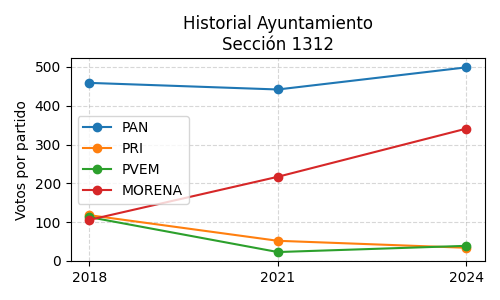 Historial Ayuntamiento
Sección 1312
Votos por partido
500
400
300
200
100
0
PAN
PRI
PVEM
MORENA
2018
2021
2024